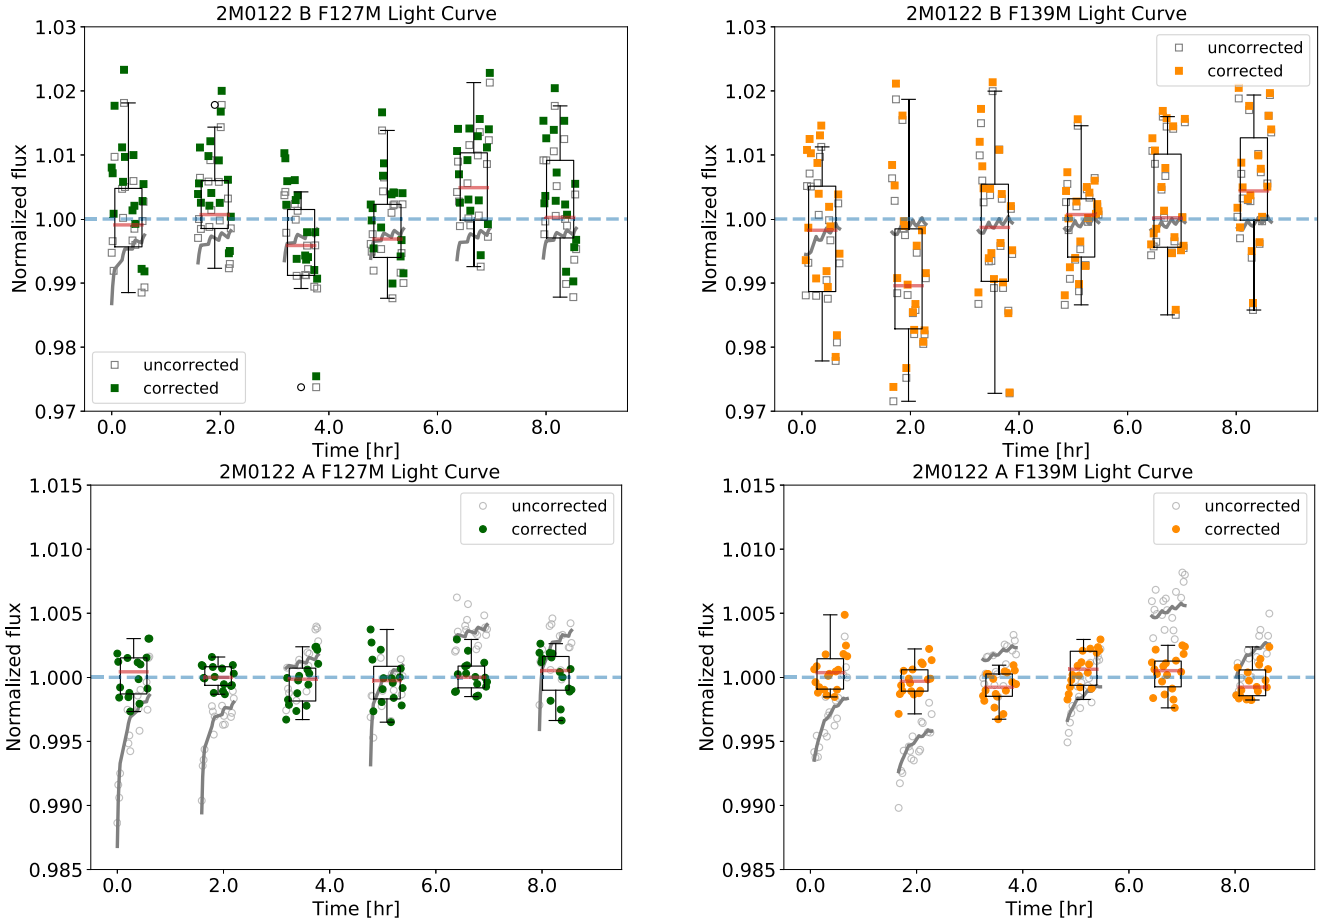 2M0122 B F127M Light Curve
1.03
1.02
1.01
1.00
0.99
0.98
0.97
Normalized flux
uncorrected
corrected
0.0
2.0
4.0
6.0
8.0
Time [hr]
2M0122 B F139M Light Curve
1.03
1.02
1.01
1.00
0.99
0.98
0.97
Normalized flux
uncorrected
corrected
0.0
2.0
4.0
6.0
8.0
Time [hr]
2M0122 A F127M Light Curve
1.015
1.010
1.005
1.000
0.995
0.990
0.985
Normalized flux
uncorrected
corrected
0.0
2.0
4.0
6.0
8.0
Time [hr]
2M0122 A F139M Light Curve
1.015
1.010
1.005
1.000
0.995
0.990
0.985
Normalized flux
uncorrected
corrected
0.0
2.0
4.0
6.0
8.0
Time [hr]